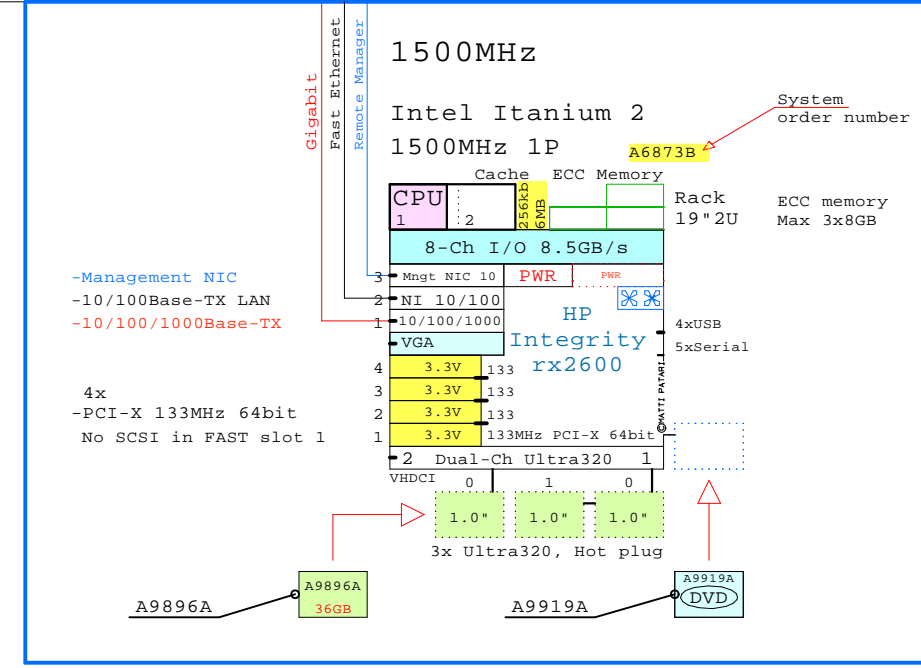 Gigabit
Fast Ethernet
Remote Manager
1500MHz
Intel Itanium 2
1500MHz 1P
System
order number
A6873B
Cache ECC Memory
CPU
1
2
256kb
6MB
Rack
19"2U
ECC memory
Max 3x8GB
8-Ch I/O 8.5GB/s
-Management NIC
3 Mngt NIC 10 PWR PWR
-10/100Base-TX LAN
2 NI 10/100
-10/100/1000Base-TX
1 10/100/1000
HP
Integrity
rx2600
VGA
4xUSB
5xSerial
4 3.3V 133
3 3.3V 133
2 3.3V 133
1 3.3V 133MHz PCI-X 64bit
4x
-PCI-X 133MHz 64bit
No SCSI in FAST slot 1
©MATTI PATARI
2 Dual-Ch Ultra320 1
VHDCI 0 1 0
1.0" 1.0" 1.0"
3x Ultra320, Hot plug
A9896A
A9896A
36GB
A9919A
A9919A
DVD